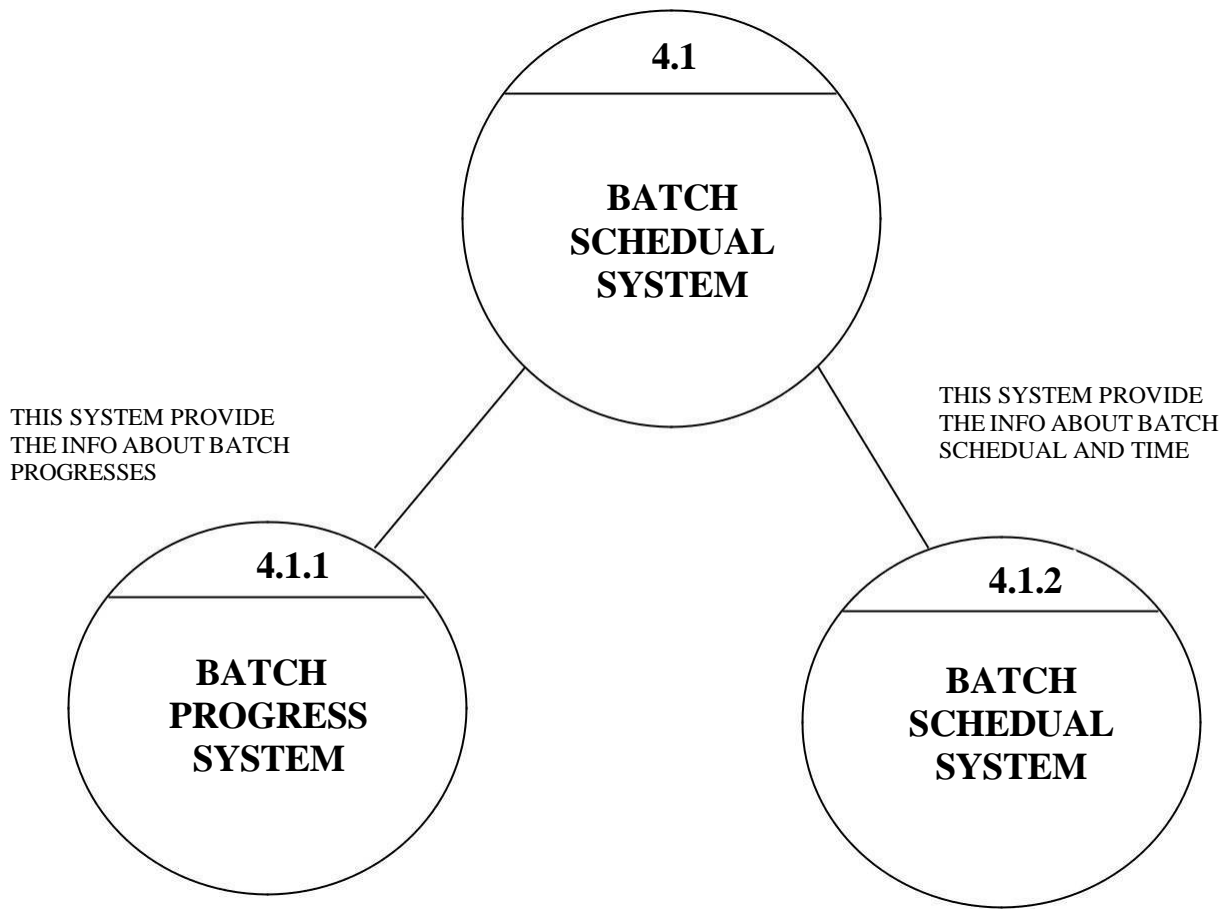 4.1
BATCH
SCHEDUAL
SYSTEM
THIS SYSTEM PROVIDE
THE INFO ABOUT BATCH
PROGRESSES
THIS SYSTEM PROVIDE
THE INFO ABOUT BATCH
SCHEDUAL AND TIME
4.1.1
BATCH
PROGRESS
SYSTEM
4.1.2
BATCH
SCHEDUAL
SYSTEM